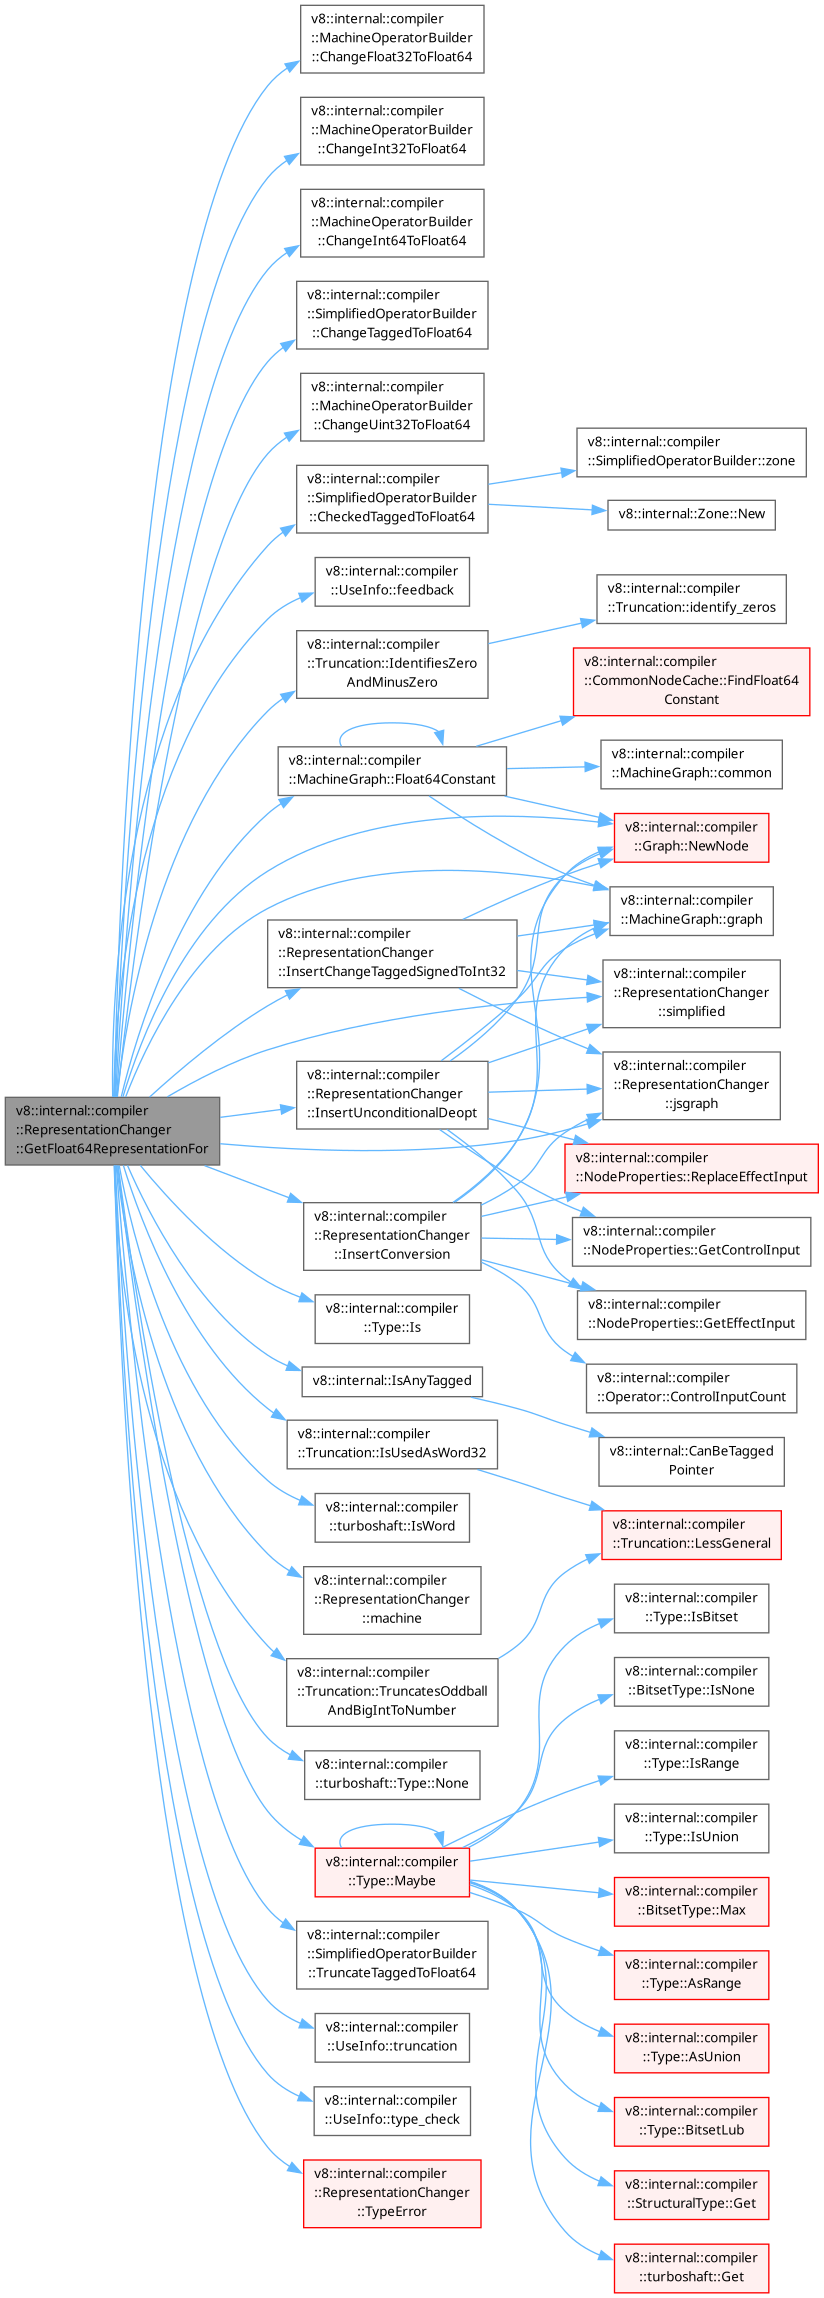 v8::internal::compiler
::MachineOperatorBuilder
::ChangeFloat32ToFloat64
v8::internal::compiler
::MachineOperatorBuilder
::ChangeInt32ToFloat64
v8::internal::compiler
::MachineOperatorBuilder
::ChangeInt64ToFloat64
v8::internal::compiler
::SimplifiedOperatorBuilder
::ChangeTaggedToFloat64
v8::internal::compiler
::MachineOperatorBuilder
::ChangeUint32ToFloat64
v8::internal::compiler
::SimplifiedOperatorBuilder
::CheckedTaggedToFloat64
v8::internal::compiler
::SimplifiedOperatorBuilder::zone
v8::internal::Zone::New
v8::internal::compiler
::UseInfo::feedback
v8::internal::compiler
::Truncation::IdentifiesZero
AndMinusZero
v8::internal::compiler
::Truncation::identify_zeros
v8::internal::compiler
::CommonNodeCache::FindFloat64
Constant
v8::internal::compiler
::MachineGraph::Float64Constant
v8::internal::compiler
::MachineGraph::common
v8::internal::compiler
::Graph::NewNode
v8::internal::compiler
::MachineGraph::graph
v8::internal::compiler
::RepresentationChanger
::InsertChangeTaggedSignedToInt32
v8::internal::compiler
::RepresentationChanger
::simplified
v8::internal::compiler
::RepresentationChanger
::jsgraph
v8::internal::compiler
::RepresentationChanger
::InsertUnconditionalDeopt
v8::internal::compiler
::RepresentationChanger
::GetFloat64RepresentationFor
v8::internal::compiler
::NodeProperties::ReplaceEffectInput
v8::internal::compiler
::RepresentationChanger
::InsertConversion
v8::internal::compiler
::NodeProperties::GetControlInput
v8::internal::compiler
::NodeProperties::GetEffectInput
v8::internal::compiler
::Type::Is
v8::internal::compiler
::Operator::ControlInputCount
v8::internal::IsAnyTagged
v8::internal::CanBeTagged
Pointer
v8::internal::compiler
::Truncation::IsUsedAsWord32
v8::internal::compiler
::turboshaft::IsWord
v8::internal::compiler
::Truncation::LessGeneral
v8::internal::compiler
::RepresentationChanger
::machine
v8::internal::compiler
::Type::IsBitset
v8::internal::compiler
::Truncation::TruncatesOddball
AndBigIntToNumber
v8::internal::compiler
::BitsetType::IsNone
v8::internal::compiler
::turboshaft::Type::None
v8::internal::compiler
::Type::IsRange
v8::internal::compiler
::Type::IsUnion
v8::internal::compiler
::Type::Maybe
v8::internal::compiler
::BitsetType::Max
v8::internal::compiler
::SimplifiedOperatorBuilder
::TruncateTaggedToFloat64
v8::internal::compiler
::Type::AsRange
v8::internal::compiler
::UseInfo::truncation
v8::internal::compiler
::Type::AsUnion
v8::internal::compiler
::UseInfo::type_check
v8::internal::compiler
::Type::BitsetLub
v8::internal::compiler
::RepresentationChanger
::TypeError
v8::internal::compiler
::StructuralType::Get
v8::internal::compiler
::turboshaft::Get